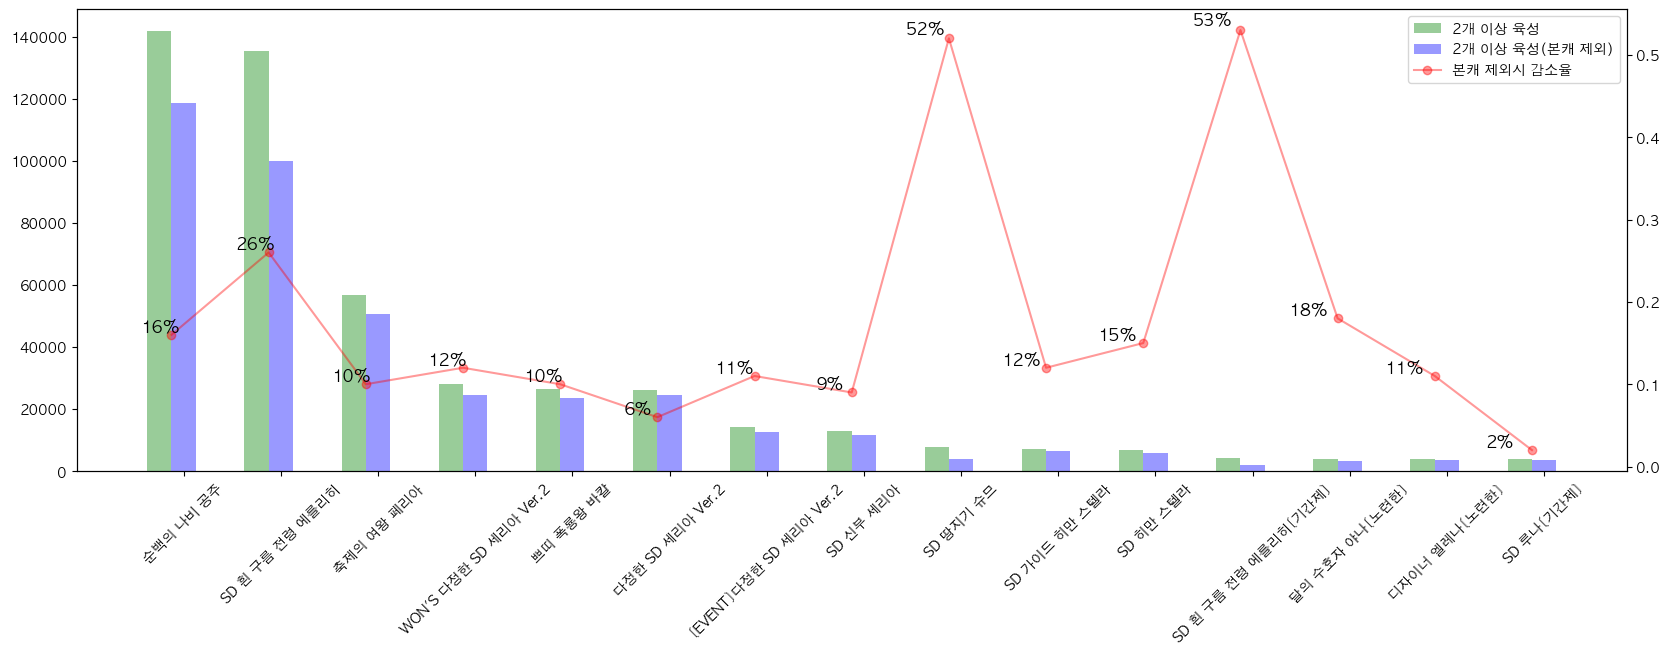 2개 이상 육성
2개 이상 육성(본캐 제외)
본캐 제외시 감소율
140000
120000
100000
80000
60000
40000
20000
0
0.5
0.4
0.3
0.2
0.1
0.0
16%
26%
10%
12%
10%
6%
11%
9%
52%
12%
15%
53%
18%
11%
2%
순백의 나비 공주
SD 흰 구름 전령 에를리히
축제의 여왕 페리아
WON'S 다정한 SD 세리아 Ver.2
쁘띠 폭룡왕 바칼
다정한 SD 세리아 Ver.2
[EVENT]다정한 SD 세리아 Ver.2
SD 신부 세리아
SD 땅지기 슈므
SD 가이드 히만 스텔라
SD 히만 스텔라
SD 흰 구름 전령 에를리히[기간제]
달의 수호자 야나[노련한]
디자이너 엘레나[노련한]
SD 루나[기간제]